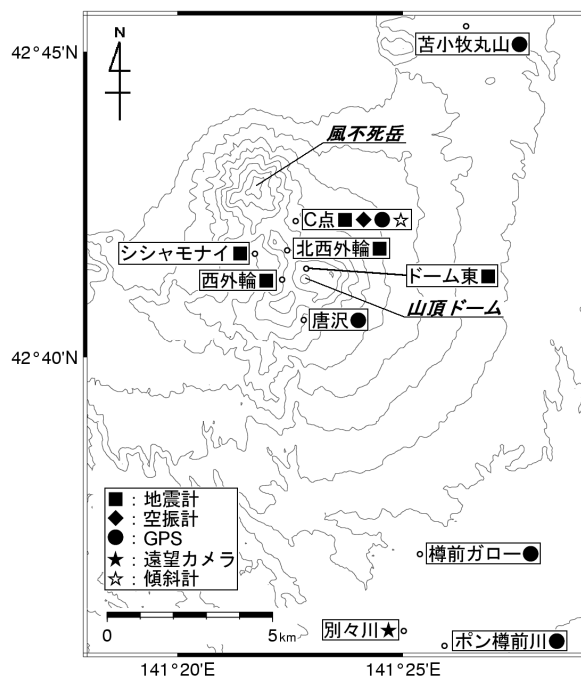 苫小牧丸山●
42°45'N
N
風不死岳
C点■◆●☆
シシャモナイ■
北西外輪■
西外輪■
ドーム東■
山頂ドーム
唐沢●
42°40'N
■ : 地震計
◆ : 空振計
● : GPS
★ : 遠望カメラ
☆ : 傾斜計
樽前ガロー●
0 5km
別々川★
ポン樽前川●
141°20'E 141°25'E